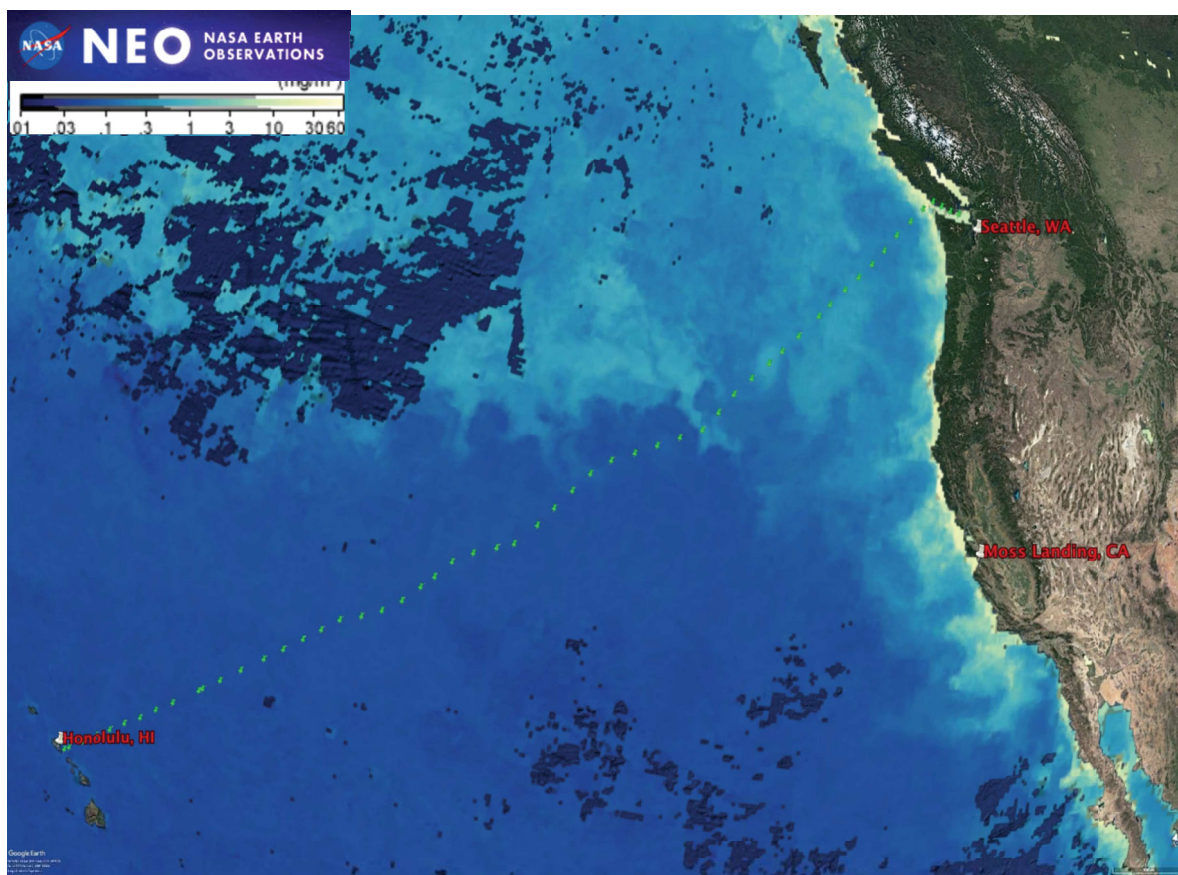 NASA
NEO
NASA EARTH
OBSERVATIONS
(mg/m³)
.01 .03 .1 .3 1 3 10 30 60
Seattle, WA
Moss Landing, CA
Honolulu, HI
Google Earth